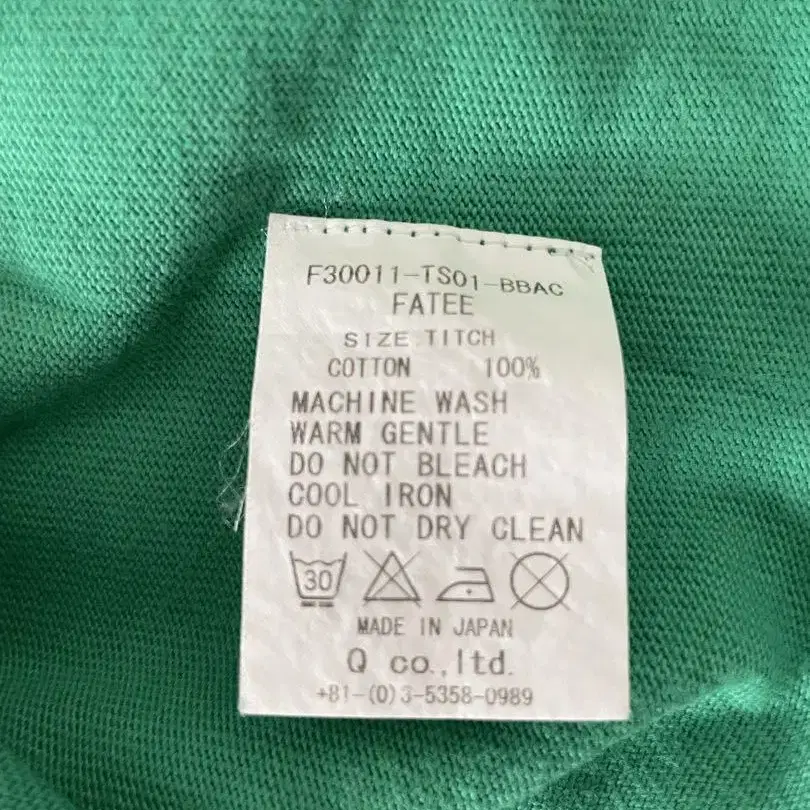 F30011-TS01-BBAC
FATEE
SIZE TITCH
COTTON 100%
MACHINE WASH
WARM GENTLE
DO NOT BLEACH
COOL IRON
DO NOT DRY CLEAN
30
MADE IN JAPAN
Q co.,ltd.
+81-(0)3-5358-0989